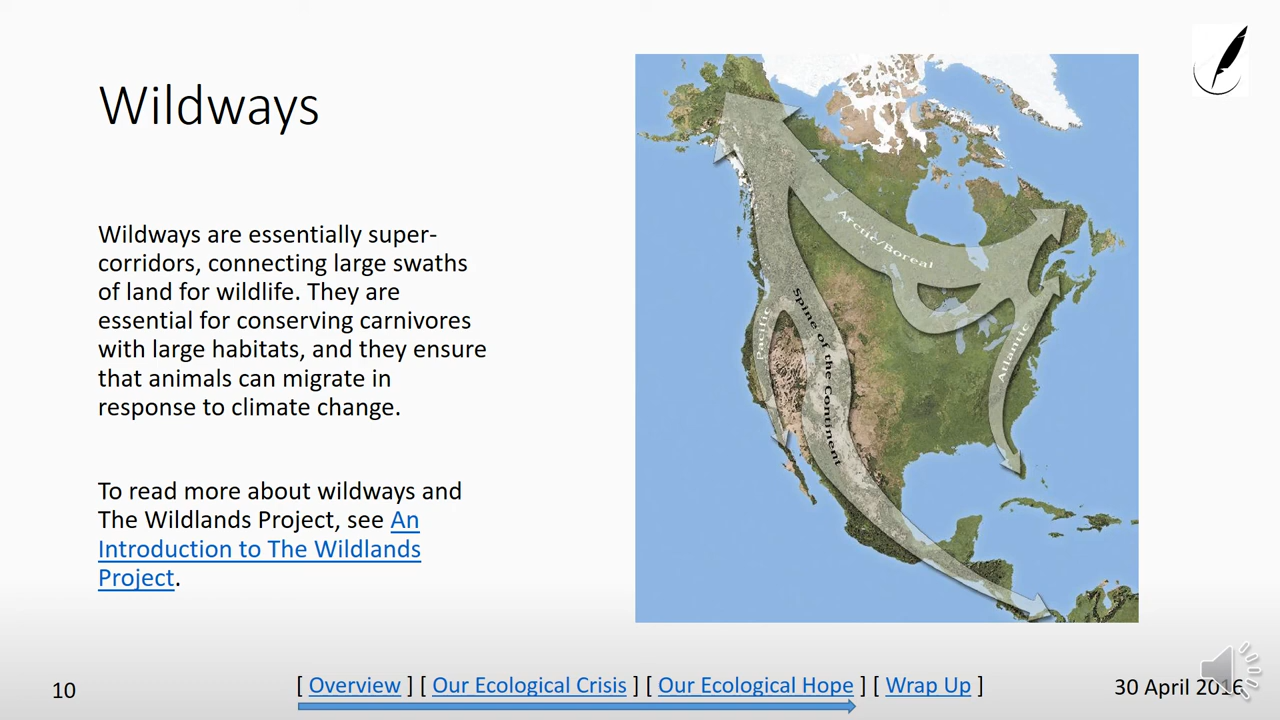 Wildways
Wildways are essentially super-
corridors, connecting large swaths
of land for wildlife. They are
essential for conserving carnivores
with large habitats, and they ensure
that animals can migrate in
response to climate change.
To read more about wildways and
The Wildlands Project, see An
Introduction to The Wildlands
Project.
Arctic/Boreal
Pacific
Spine of the Continent
Atlantic
10
[ Overview ] [ Our Ecological Crisis ] [ Our Ecological Hope ] [ Wrap Up ]
30 April 2016